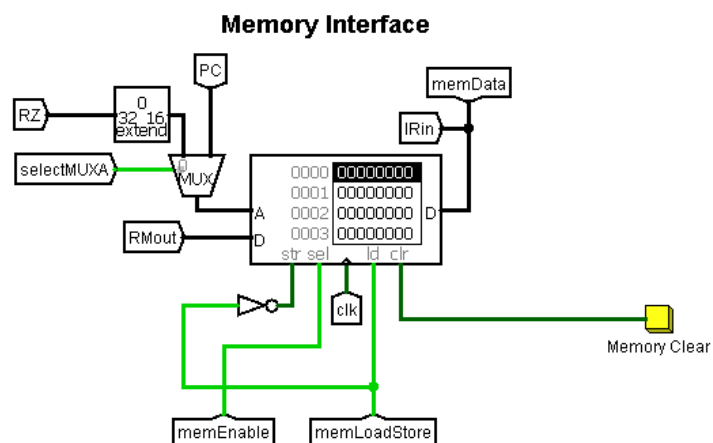 Memory Interface
PC
memData
0
32 16
extend
RZ
IRin
0
MUX
selectMUXA
0000 00000000
0001 00000000
0002 00000000
0003 00000000
A
D
D
RMout
str sel ld clr
clk
Memory Clear
memEnable
memLoadStore